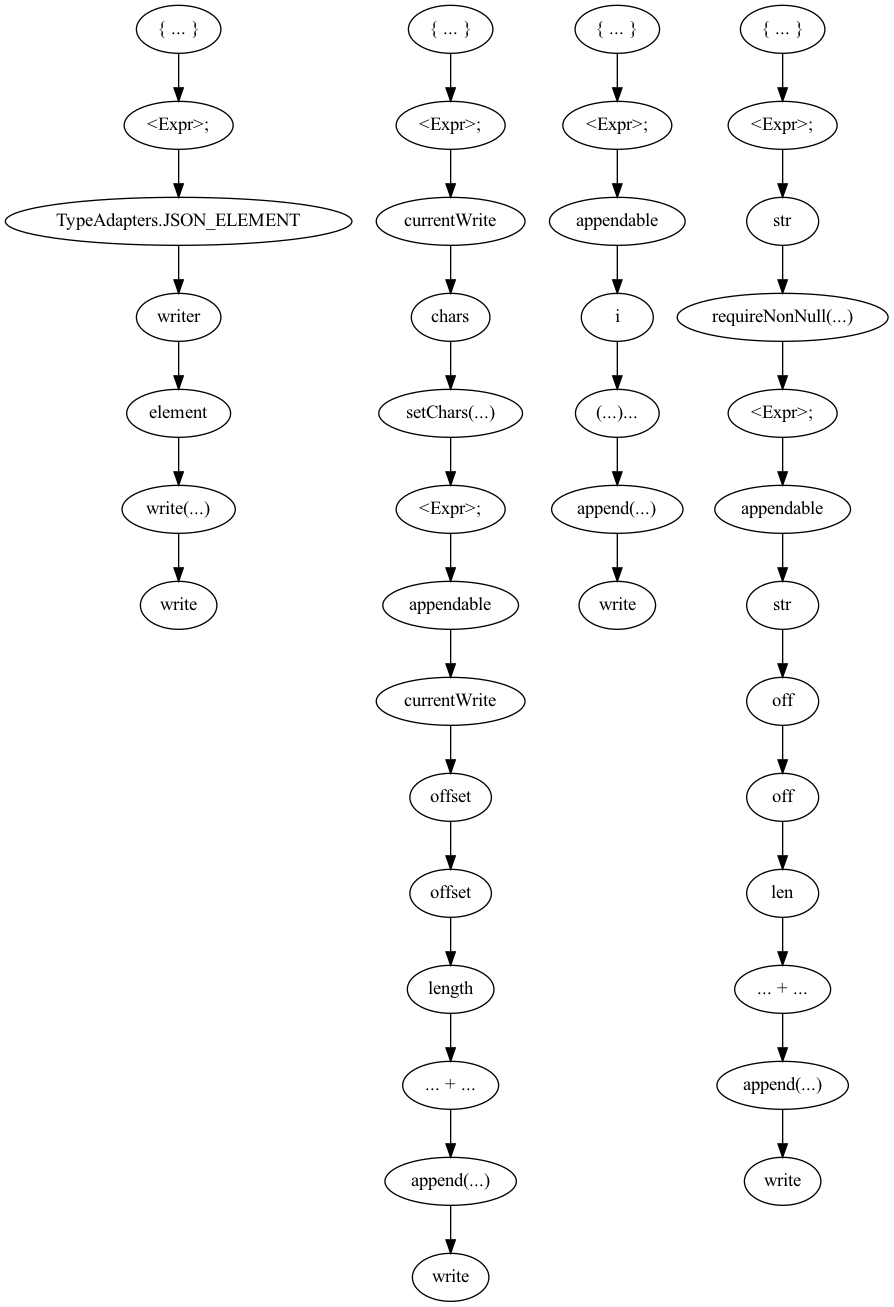 { ... }
<Expr>;
TypeAdapters.JSON_ELEMENT
writer
element
write(...)
write
{ ... }
<Expr>;
currentWrite
chars
setChars(...)
<Expr>;
appendable
currentWrite
offset
offset
length
... + ...
append(...)
write
{ ... }
<Expr>;
appendable
i
(...)...
append(...)
write
{ ... }
<Expr>;
str
requireNonNull(...)
<Expr>;
appendable
str
off
off
len
... + ...
append(...)
write